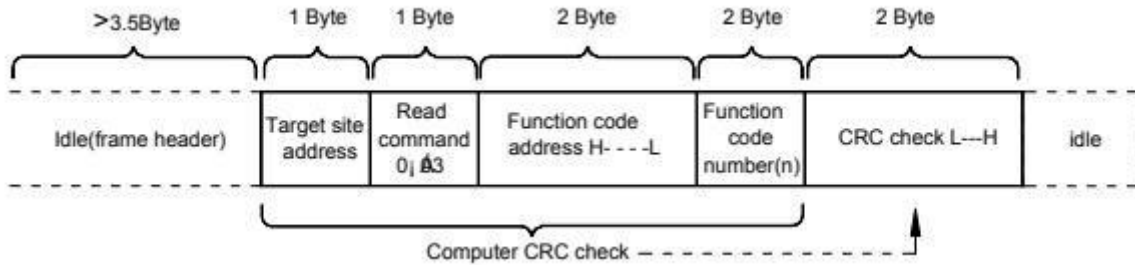 >3.5Byte
1 Byte
1 Byte
2 Byte
2 Byte
2 Byte
Idle(frame header)
Target site
address
Read
command
Function code
address H- - - -L
Function
code
number(n)
CRC check L---H
idle
Computer CRC check